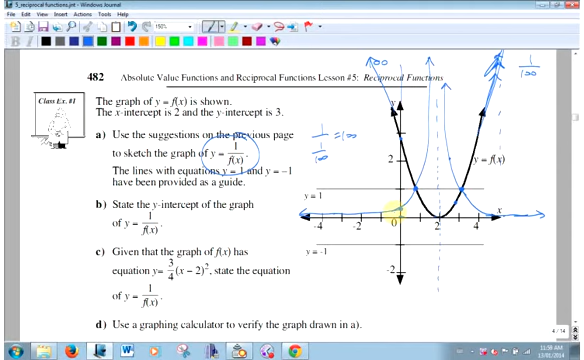 5_reciprocal functions.jnt - Windows Journal
File Edit View Insert Actions Tools Help
150%
B I
482 Absolute Value Functions and Reciprocal Functions Lesson #5: Reciprocal Functions
Class Ex. #1
The graph of y = f(x) is shown.
The x-intercept is 2 and the y-intercept is 3.
a) Use the suggestions on the previous page
to sketch the graph of y = 1/f(x).
The lines with equations y = 1 and y = −1
have been provided as a guide.
b) State the y-intercept of the graph
of y = 1/f(x).
c) Given that the graph of f(x) has
equation y= 3/4(x − 2)², state the equation
of y = 1/f(x).
d) Use a graphing calculator to verify the graph drawn in a).
100
1/100
1/(1/100) = 100
y
2
y = f(x)
y = 1
x
-4 -2 0 2 4
y = −1
-2
4 / 14
11:59 AM
13/01/2014